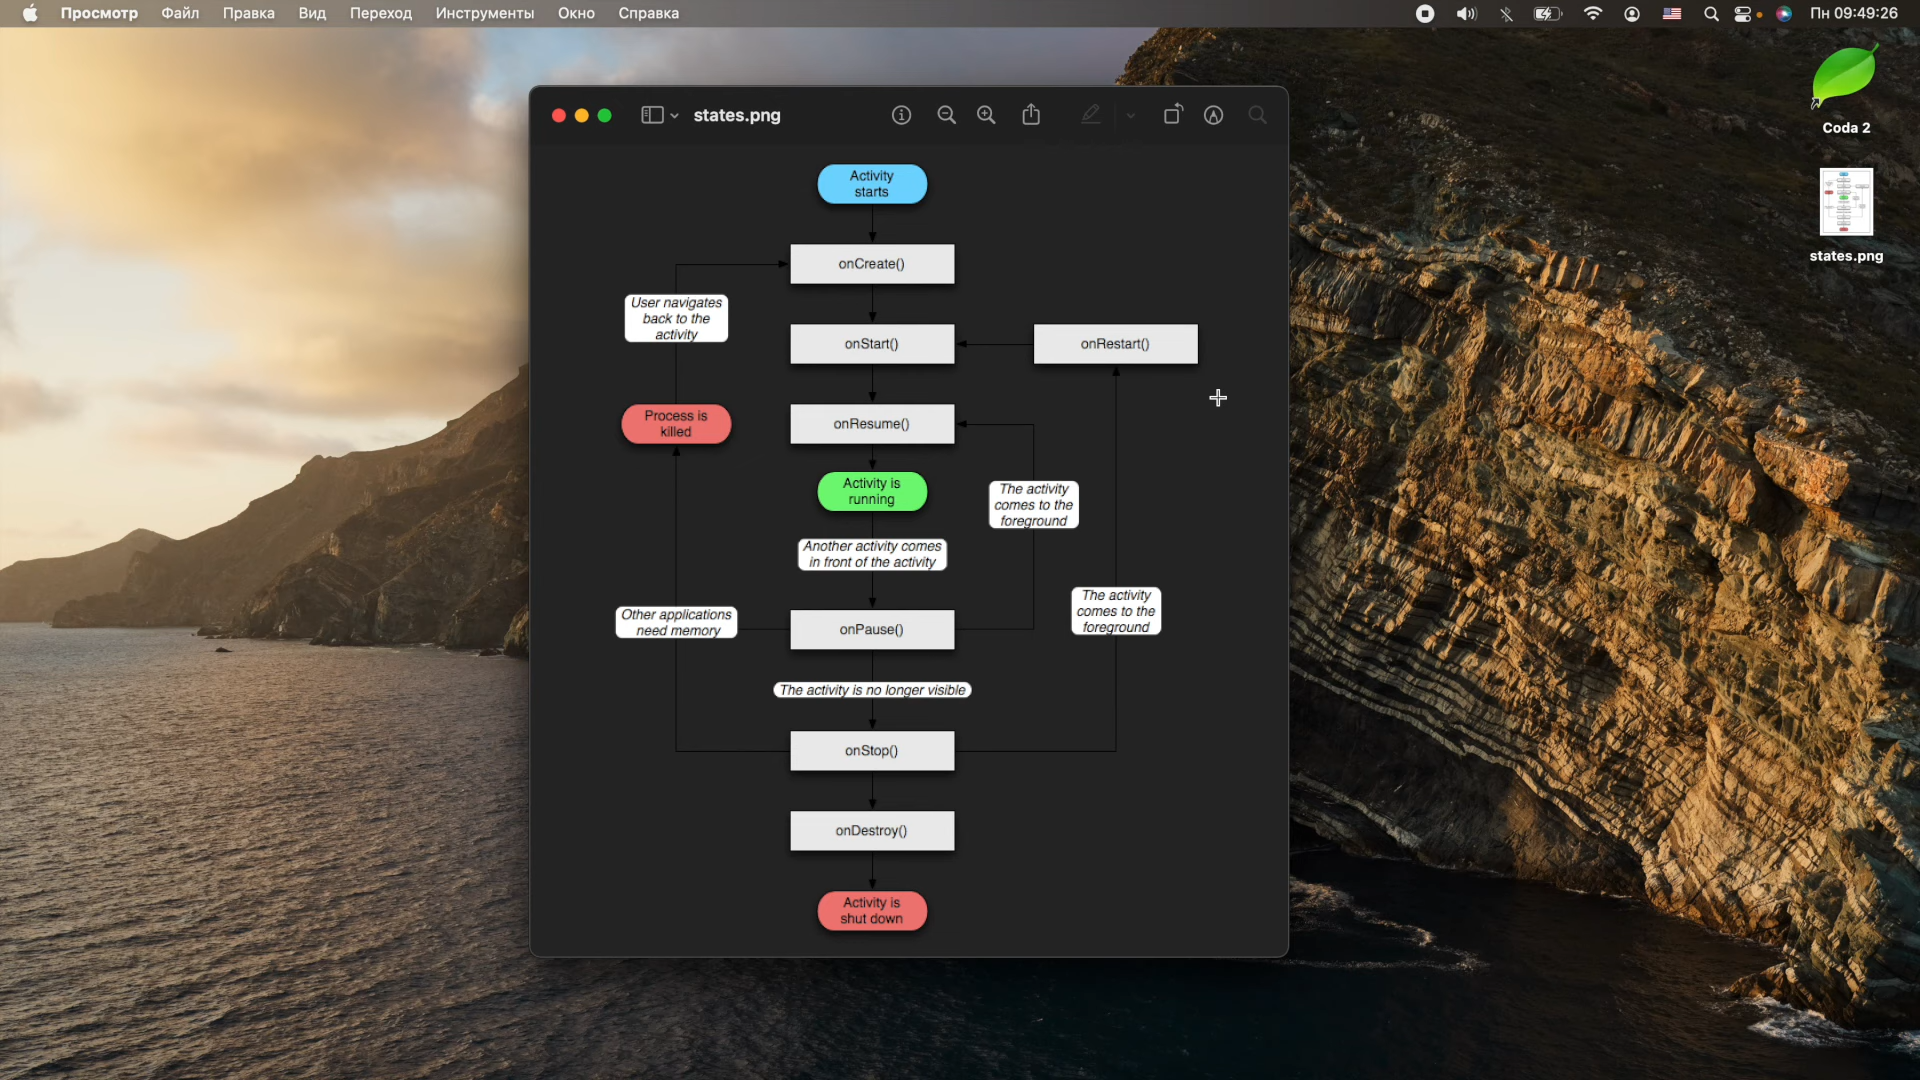 Просмотр Файл Правка Вид Переход Инструменты Окно Справка
Пн 09:49:26
Coda 2
states.png
states.png
Activity
starts
onCreate()
User navigates
back to the
activity
onStart()
onRestart()
Process is
killed
onResume()
Activity is
running
The activity
comes to the
foreground
Another activity comes
in front of the activity
The activity
comes to the
foreground
Other applications
need memory
onPause()
The activity is no longer visible
onStop()
onDestroy()
Activity is
shut down